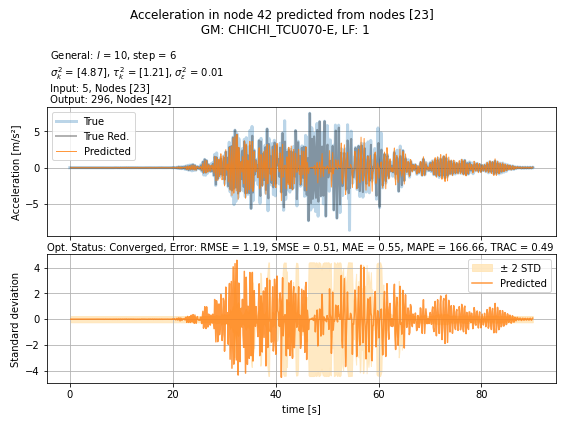 Acceleration in node 42 predicted from nodes [23]
GM: CHICHI_TCU070-E, LF: 1
General: l = 10, step = 6
σ²ₖ = [4.87], τ²ₖ = [1.21], σ²ε = 0.01
Input: 5, Nodes [23]
Output: 296, Nodes [42]
True
True Red.
Predicted
Acceleration [m/s²]
5
0
−5
Opt. Status: Converged, Error: RMSE = 1.19, SMSE = 0.51, MAE = 0.55, MAPE = 166.66, TRAC = 0.49
± 2 STD
Predicted
Standard deviation
4
2
0
−2
−4
0 20 40 60 80
time [s]